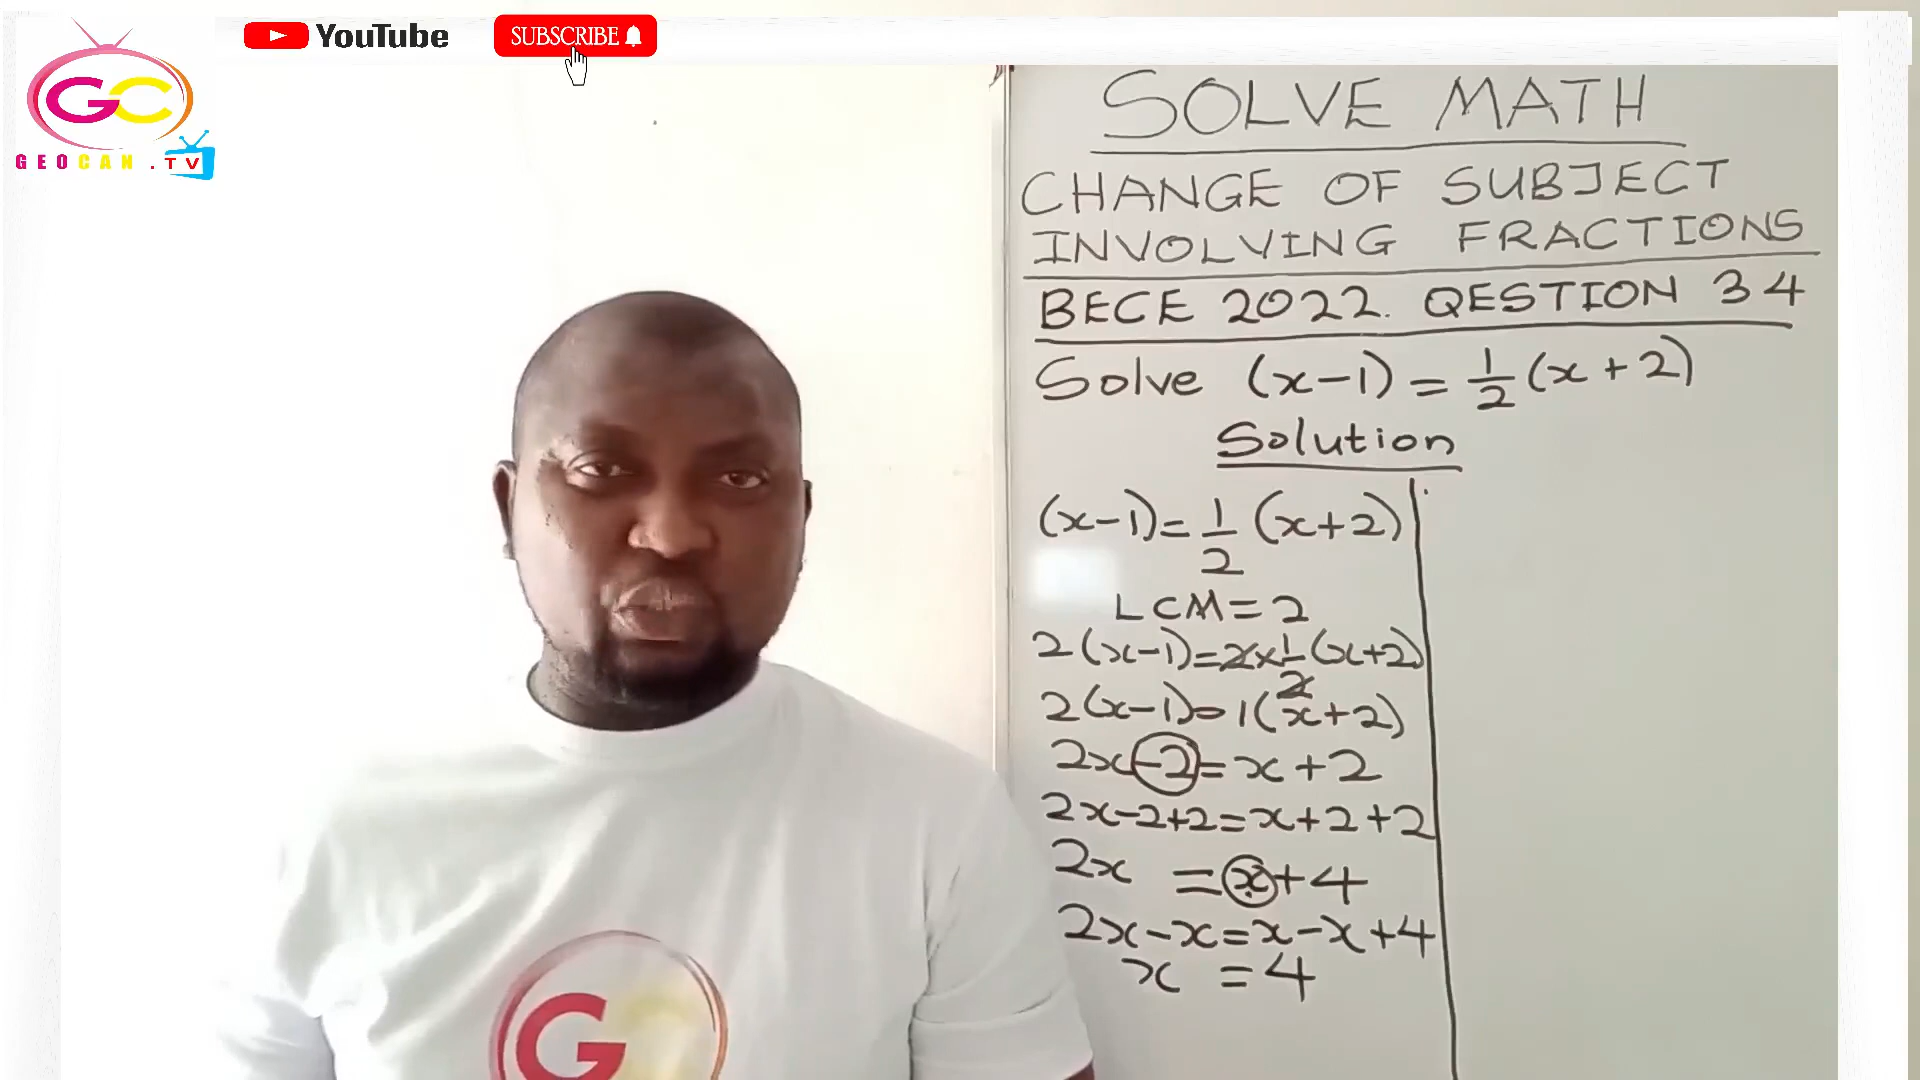 YouTube
SUBSCRIBE
GC
GEOCAN.TV
SOLVE MATH
CHANGE OF SUBJECT
INVOLVING FRACTIONS
BECE 2022. QESTION 34
Solve (x-1) = 1/2 (x+2)
Solution
(x-1) = 1/2 (x+2)
LCM = 2
2(x-1) = 2x1/2 (x+2)
2(x-1) = 1(x+2)
2x-2 = x+2
2x-2+2 = x+2+2
2x = x+4
2x-x = x-x+4
x = 4
G